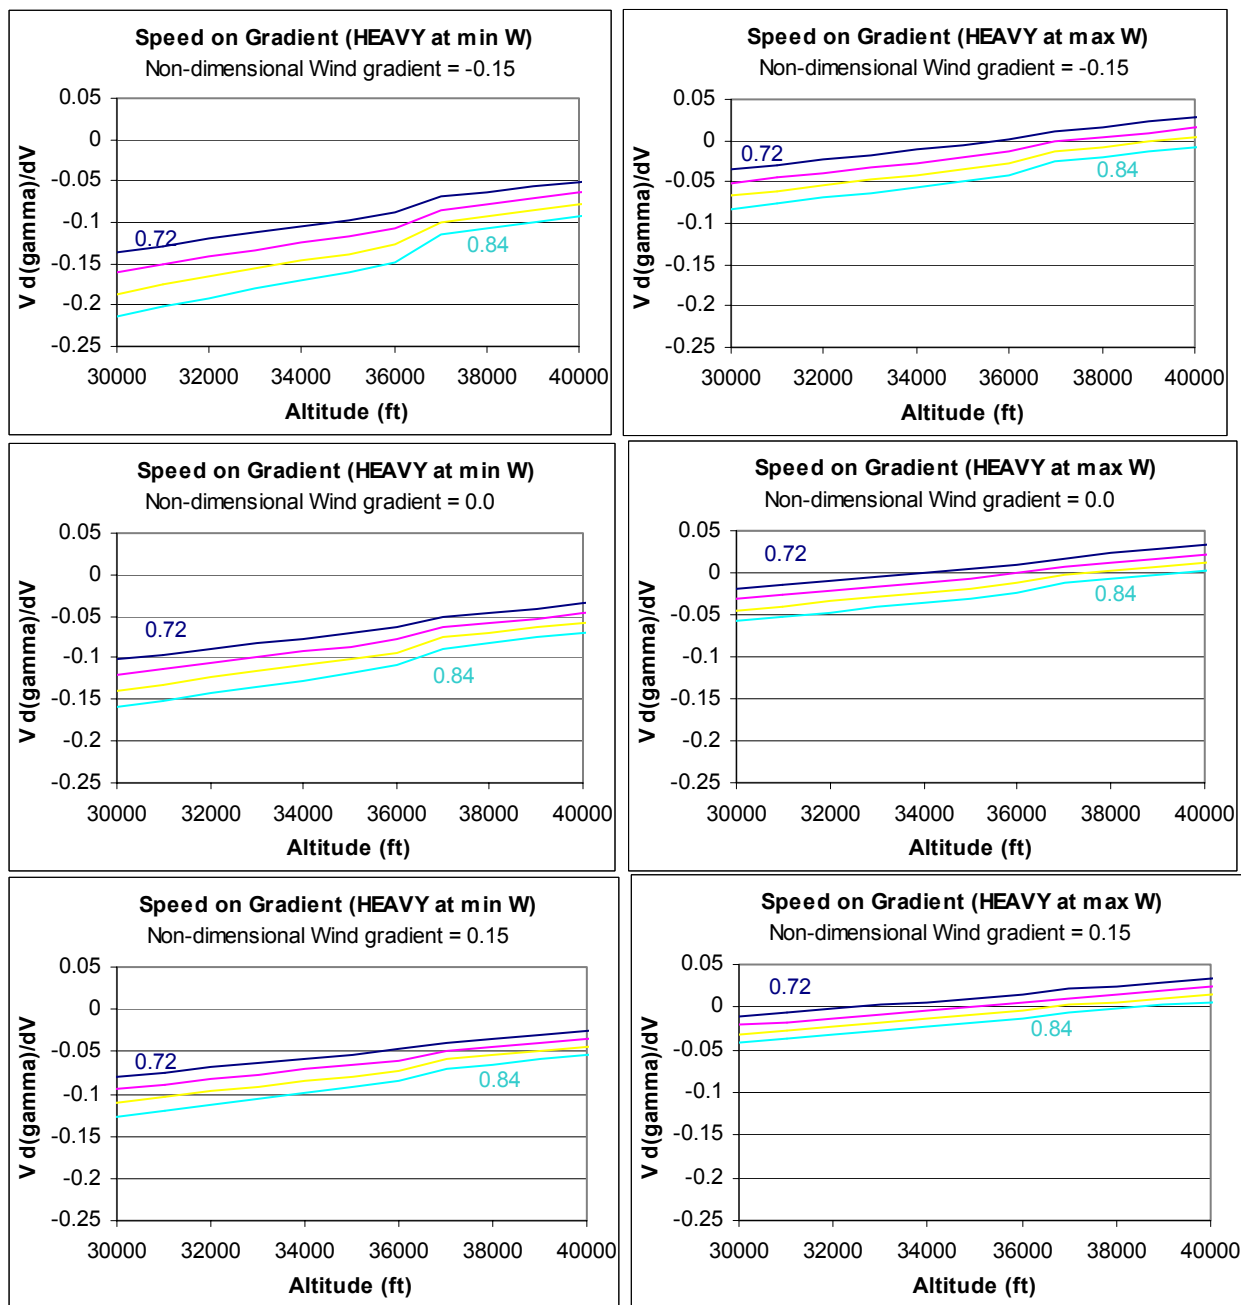 Speed on Gradient (HEAVY at min W)
Non-dimensional Wind gradient = -0.15
V d(gamma)/dV
0.05
0
-0.05
-0.1
-0.15
-0.2
-0.25
0.72
0.84
30000 32000 34000 36000 38000 40000
Altitude (ft)
Speed on Gradient (HEAVY at max W)
Non-dimensional Wind gradient = -0.15
V d(gamma)/dV
0.05
0
-0.05
-0.1
-0.15
-0.2
-0.25
0.72
0.84
30000 32000 34000 36000 38000 40000
Altitude (ft)
Speed on Gradient (HEAVY at min W)
Non-dimensional Wind gradient = 0.0
V d(gamma)/dV
0.05
0
-0.05
-0.1
-0.15
-0.2
-0.25
0.72
0.84
30000 32000 34000 36000 38000 40000
Altitude (ft)
Speed on Gradient (HEAVY at max W)
Non-dimensional Wind gradient = 0.0
V d(gamma)/dV
0.05
0
-0.05
-0.1
-0.15
-0.2
-0.25
0.72
0.84
30000 32000 34000 36000 38000 40000
Altitude (ft)
Speed on Gradient (HEAVY at min W)
Non-dimensional Wind gradient = 0.15
V d(gamma)/dV
0.05
0
-0.05
-0.1
-0.15
-0.2
-0.25
0.72
0.84
30000 32000 34000 36000 38000 40000
Altitude (ft)
Speed on Gradient (HEAVY at max W)
Non-dimensional Wind gradient = 0.15
V d(gamma)/dV
0.05
0
-0.05
-0.1
-0.15
-0.2
-0.25
0.72
0.84
30000 32000 34000 36000 38000 40000
Altitude (ft)